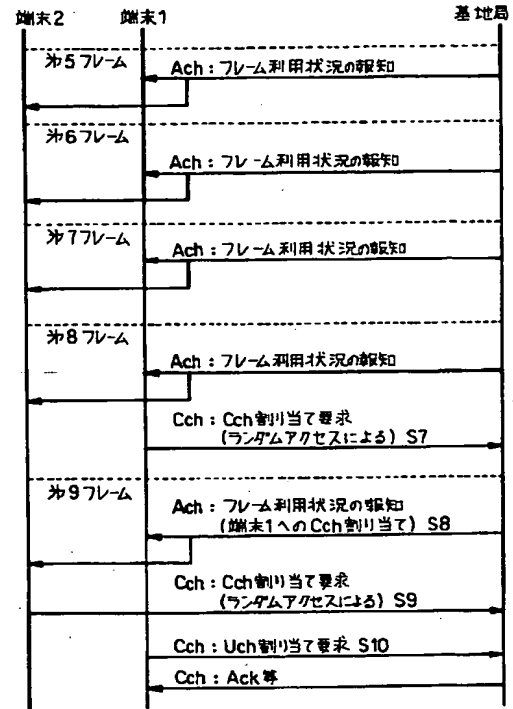 端末2 端末1 基地局
第5フレーム
Ach：フレーム利用状況の報知
第6フレーム
Ach：フレーム利用状況の報知
第7フレーム
Ach：フレーム利用状況の報知
第8フレーム
Ach：フレーム利用状況の報知
Cch：Cch割り当て要求
(ランダムアクセスによる) S7
第9フレーム
Ach：フレーム利用状況の報知
(端末1へのCch割り当て) S8
Cch：Cch割り当て要求
(ランダムアクセスによる) S9
Cch：Uch割り当て要求 S10
Cch：Ack等